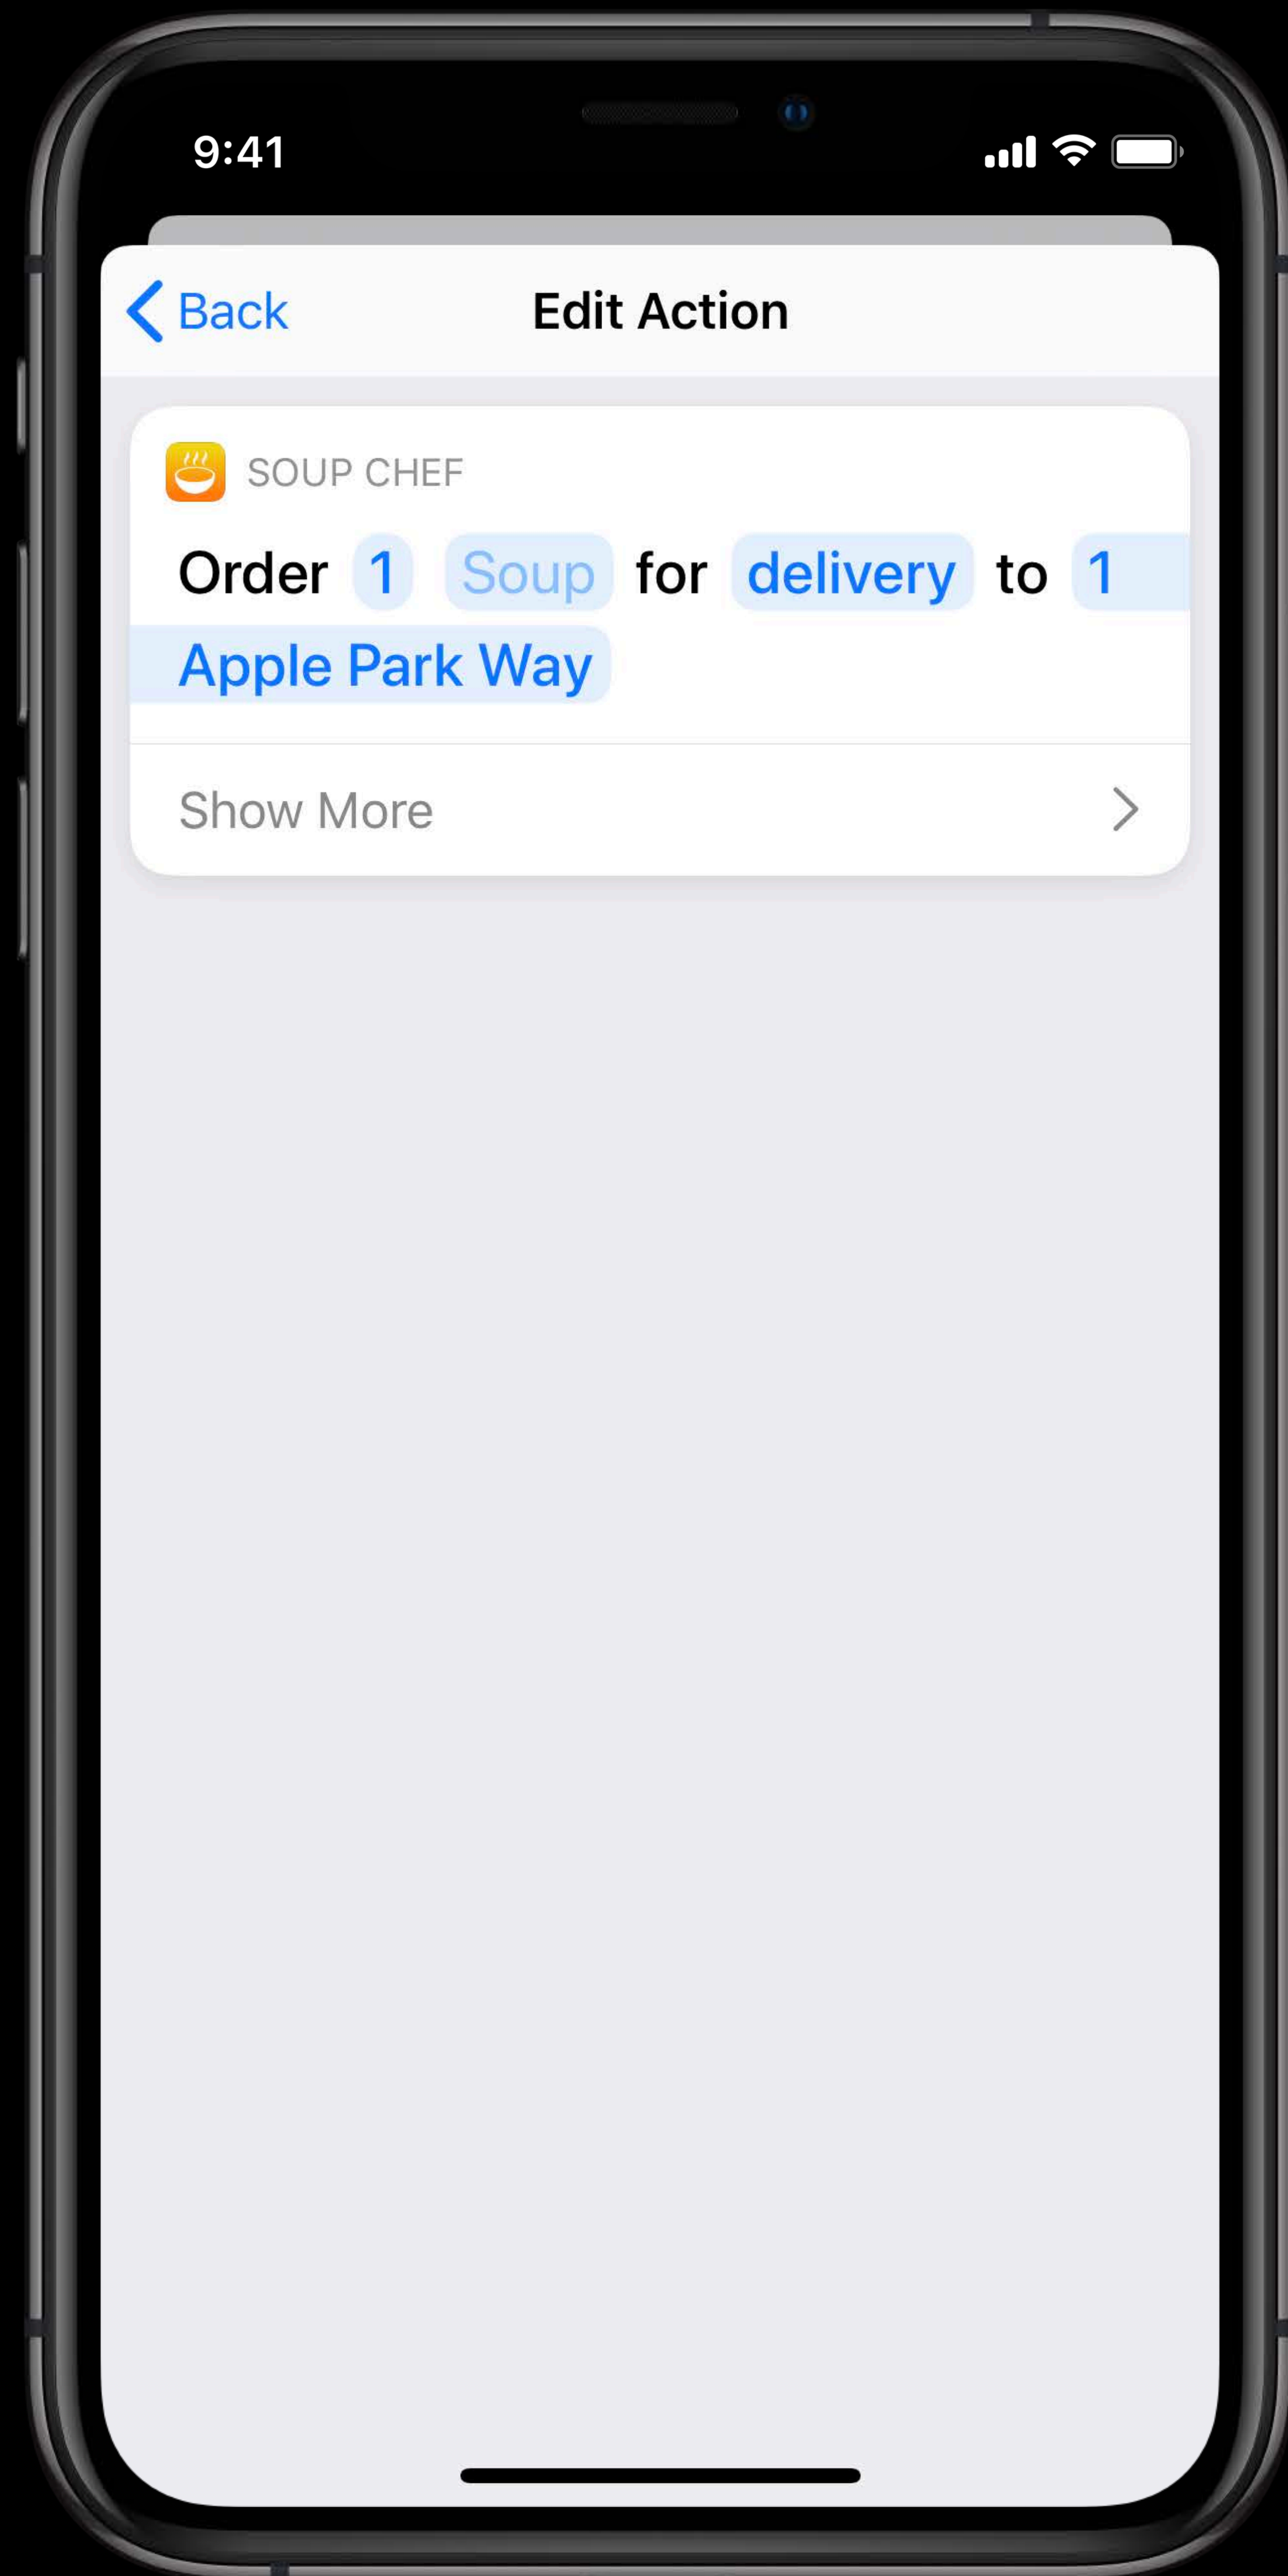 9:41
Back
Edit Action
SOUP CHEF
Order 1 Soup for delivery to 1
Apple Park Way
Show More